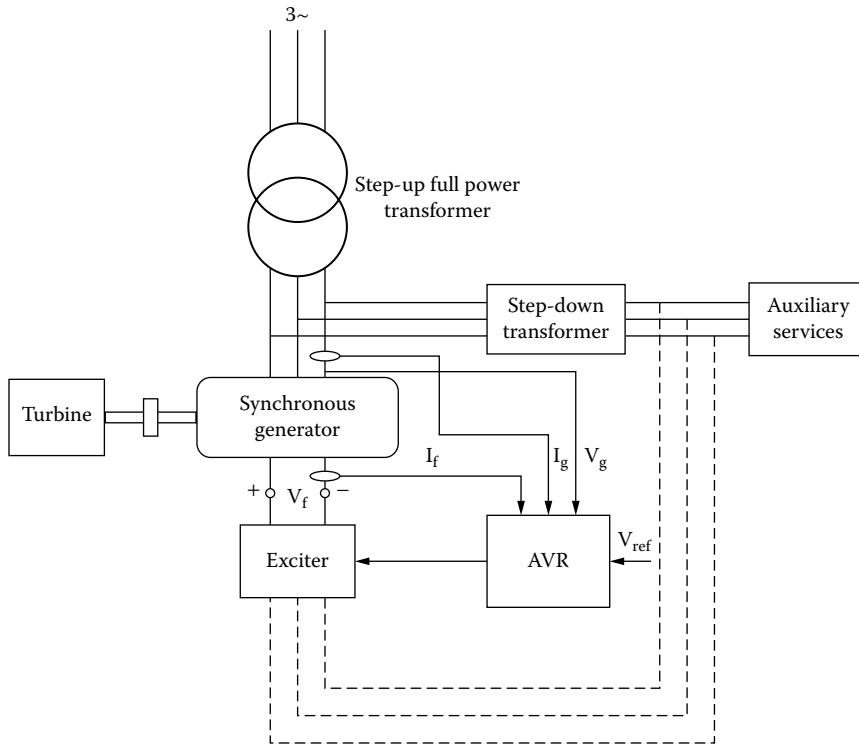 3~
Step-up full power
transformer
Step-down
transformer
Auxiliary
services
Turbine
Synchronous
generator
I_f
I_g
V_g
+
V_f
−
V_ref
Exciter
AVR